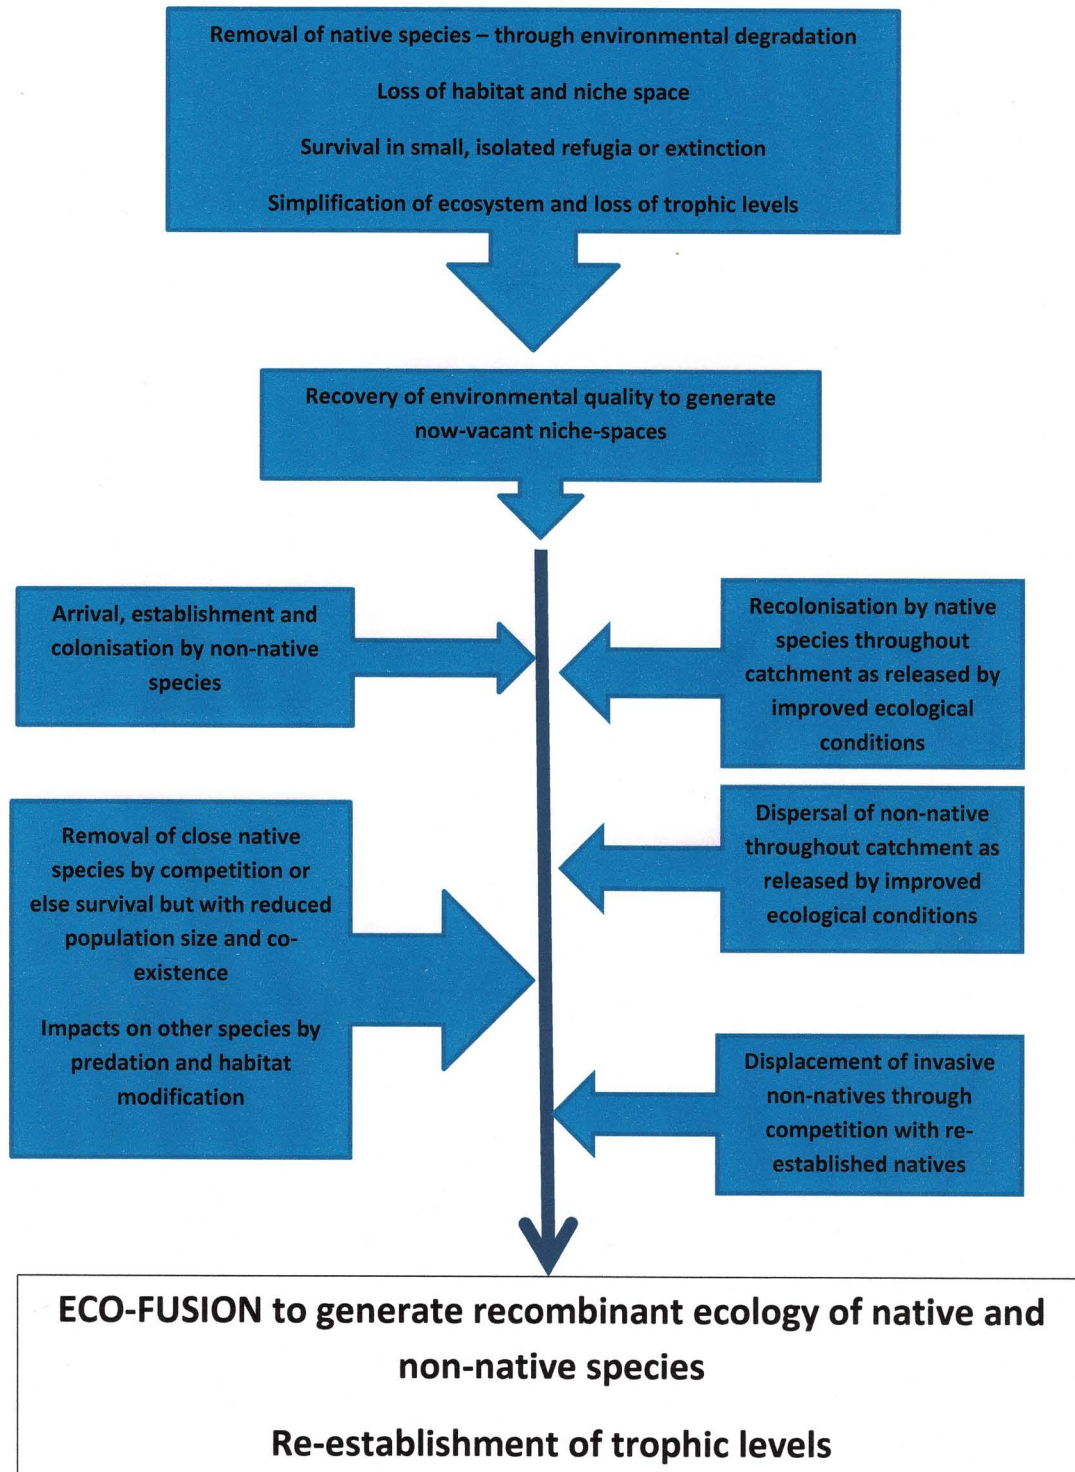 Removal of native species – through environmental degradation
Loss of habitat and niche space
Survival in small, isolated refugia or extinction
Simplification of ecosystem and loss of trophic levels
Recovery of environmental quality to generate
now-vacant niche-spaces
Arrival, establishment and
colonisation by non-native
species
Recolonisation by native
species throughout
catchment as released by
improved ecological
conditions
Removal of close native
species by competition or
else survival but with reduced
population size and co-
existence
Impacts on other species by
predation and habitat
modification
Dispersal of non-native
throughout catchment as
released by improved
ecological conditions
Displacement of invasive
non-natives through
competition with re-
established natives
ECO-FUSION to generate recombinant ecology of native and
non-native species
Re-establishment of trophic levels